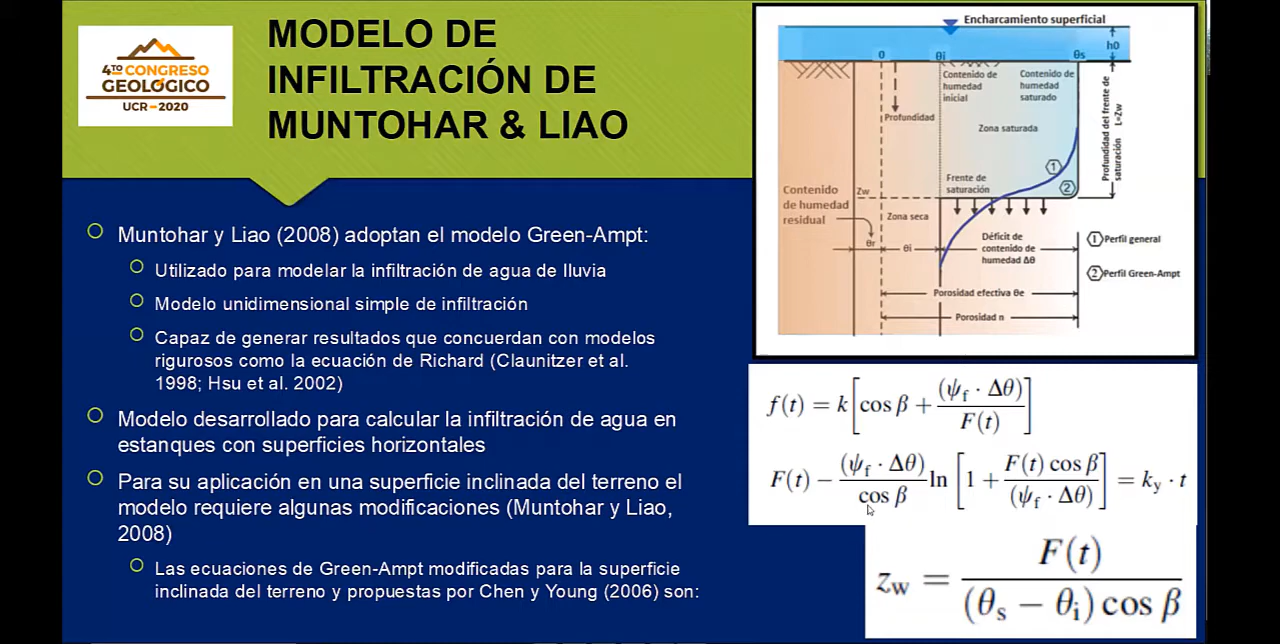 4TO CONGRESO
GEOLÓGICO
UCR-2020
MODELO DE
INFILTRACIÓN DE
MUNTOHAR & LIAO
Muntohar y Liao (2008) adoptan el modelo Green-Ampt:
Utilizado para modelar la infiltración de agua de lluvia
Modelo unidimensional simple de infiltración
Capaz de generar resultados que concuerdan con modelos
rigurosos como la ecuación de Richard (Claunitzer et al.
1998; Hsu et al. 2002)
Modelo desarrollado para calcular la infiltración de agua en
estanques con superficies horizontales
Para su aplicación en una superficie inclinada del terreno el
modelo requiere algunas modificaciones (Muntohar y Liao,
2008)
Las ecuaciones de Green-Ampt modificadas para la superficie
inclinada del terreno y propuestas por Chen y Young (2006) son:
Encharcamiento superficial
0 θi θs h0
Contenido de
humedad
inicial
Contenido de
humedad
saturado
Profundidad
Zona saturada
Profundidad del frente de
saturación L=Zw
Frente de
saturación
1
2
Contenido
de humedad
residual
Zw
Zona seca
θr
θi
Déficit de
contenido de
humedad Δθ
1 Perfil general
2 Perfil Green-Ampt
Porosidad efectiva θe
Porosidad n
f(t) = k[cos β + (ψf · Δθ) / F(t)]
F(t) − (ψf · Δθ) / cos β ln [1 + F(t) cos β / (ψf · Δθ)] = ky · t
zw = F(t) / (θs − θi) cos β